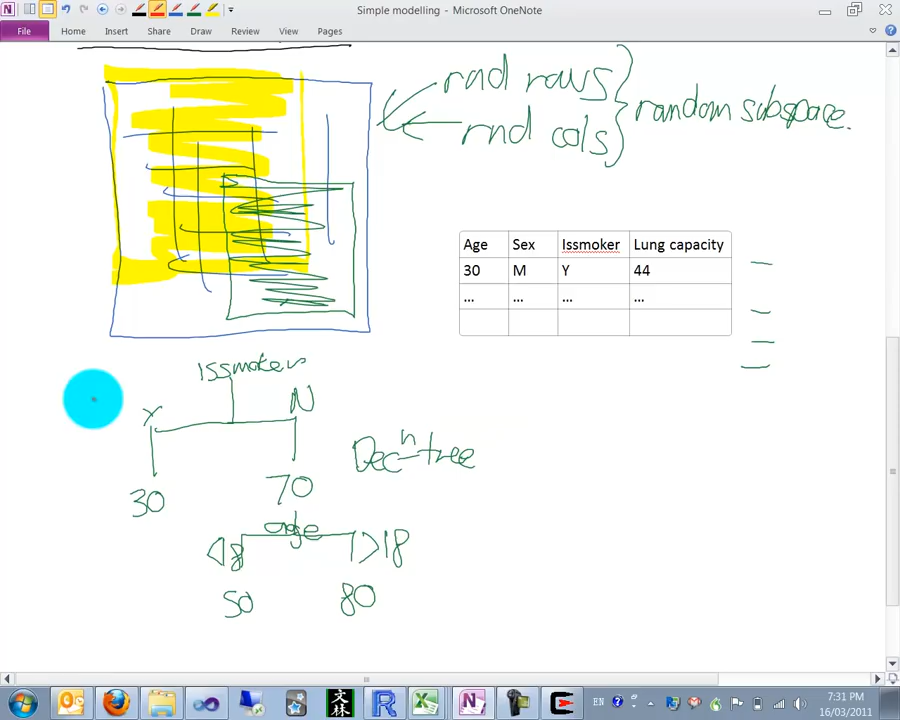 Simple modelling - Microsoft OneNote
File Home Insert Share Draw Review View Pages
rnd rows
rnd cols
random subspace.
Age Sex Issmoker Lung capacity
30 M Y 44
... ... ... ...
Issmoker
Y N
30 70
Decn tree
age
<18 >18
50 80
EN
7:31 PM
16/03/2011